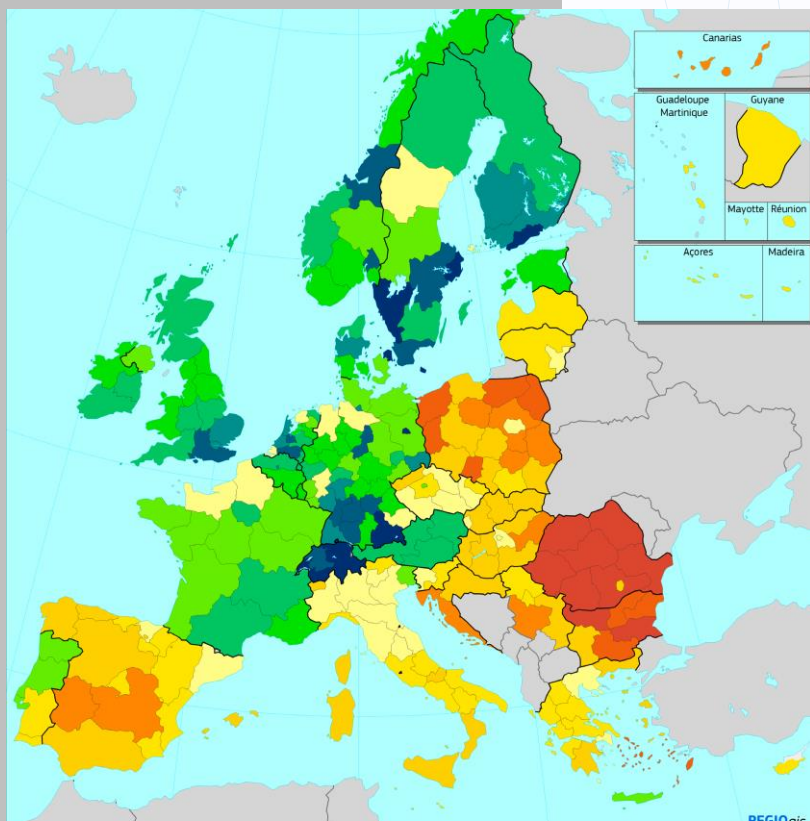 Canarias
Guadeloupe
Martinique
Guyane
Mayotte
Réunion
Açores
Madeira
REGIOgis